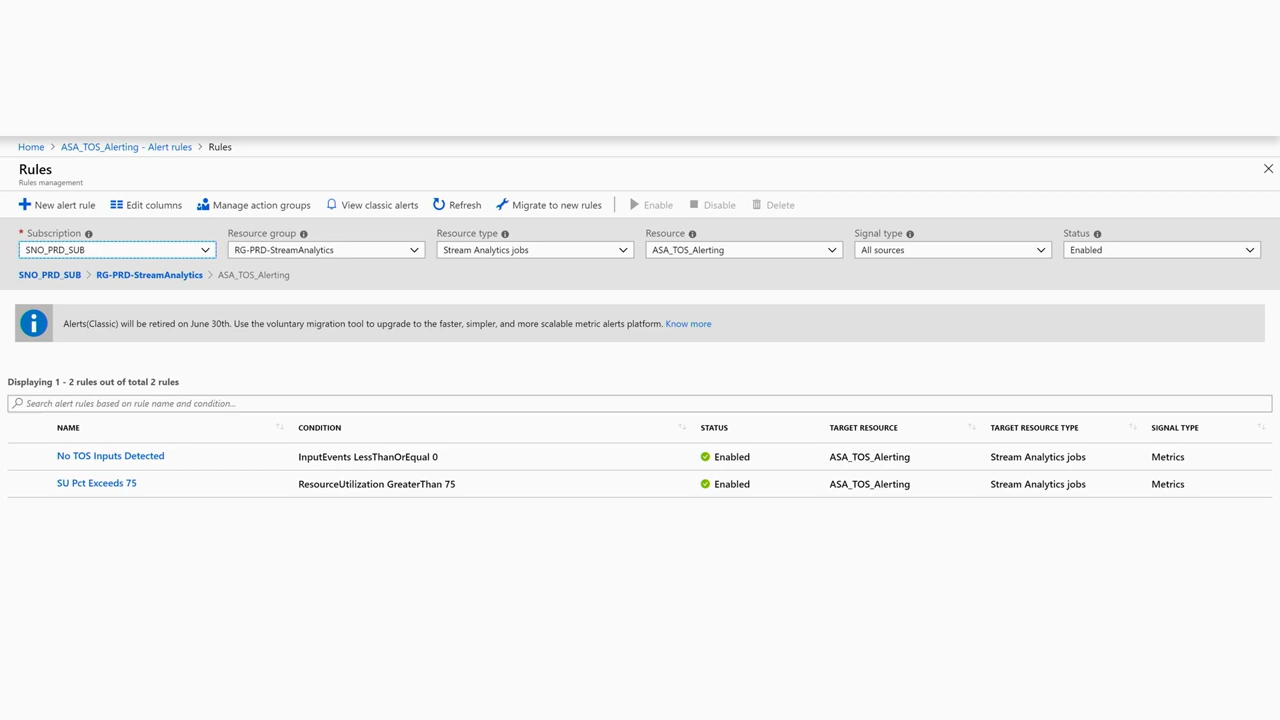 Home > ASA_TOS_Alerting - Alert rules > Rules
Rules
Rules management
New alert rule Edit columns Manage action groups View classic alerts Refresh Migrate to new rules Enable Disable Delete
* Subscription Resource group Resource type Resource Signal type Status
SNO_PRD_SUB RG-PRD-StreamAnalytics Stream Analytics jobs ASA_TOS_Alerting All sources Enabled
SNO_PRD_SUB > RG-PRD-StreamAnalytics > ASA_TOS_Alerting
Alerts(Classic) will be retired on June 30th. Use the voluntary migration tool to upgrade to the faster, simpler, and more scalable metric alerts platform. Know more
Displaying 1 - 2 rules out of total 2 rules
Search alert rules based on rule name and condition...
NAME CONDITION STATUS TARGET RESOURCE TARGET RESOURCE TYPE SIGNAL TYPE
No TOS Inputs Detected InputEvents LessThanOrEqual 0 Enabled ASA_TOS_Alerting Stream Analytics jobs Metrics
SU Pct Exceeds 75 ResourceUtilization GreaterThan 75 Enabled ASA_TOS_Alerting Stream Analytics jobs Metrics